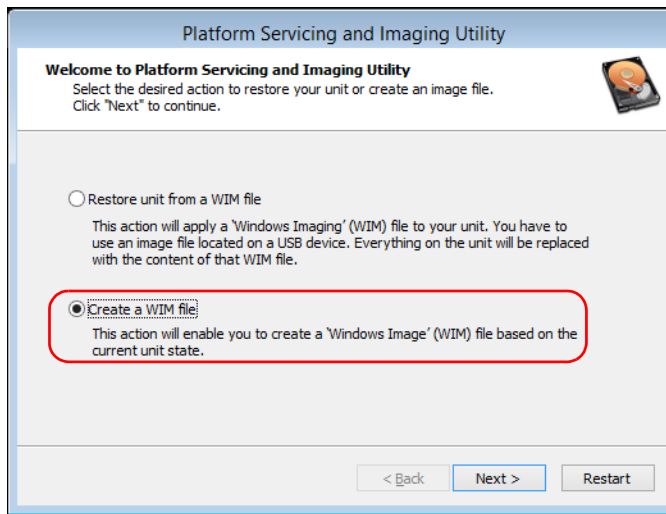 Platform Servicing and Imaging Utility
Welcome to Platform Servicing and Imaging Utility
Select the desired action to restore your unit or create an image file.
Click "Next" to continue.
Restore unit from a WIM file
This action will apply a 'Windows Imaging' (WIM) file to your unit. You have to
use an image file located on a USB device. Everything on the unit will be replaced
with the content of that WIM file.
Create a WIM file
This action will enable you to create a 'Windows Image' (WIM) file based on the
current unit state.
< Back
Next >
Restart